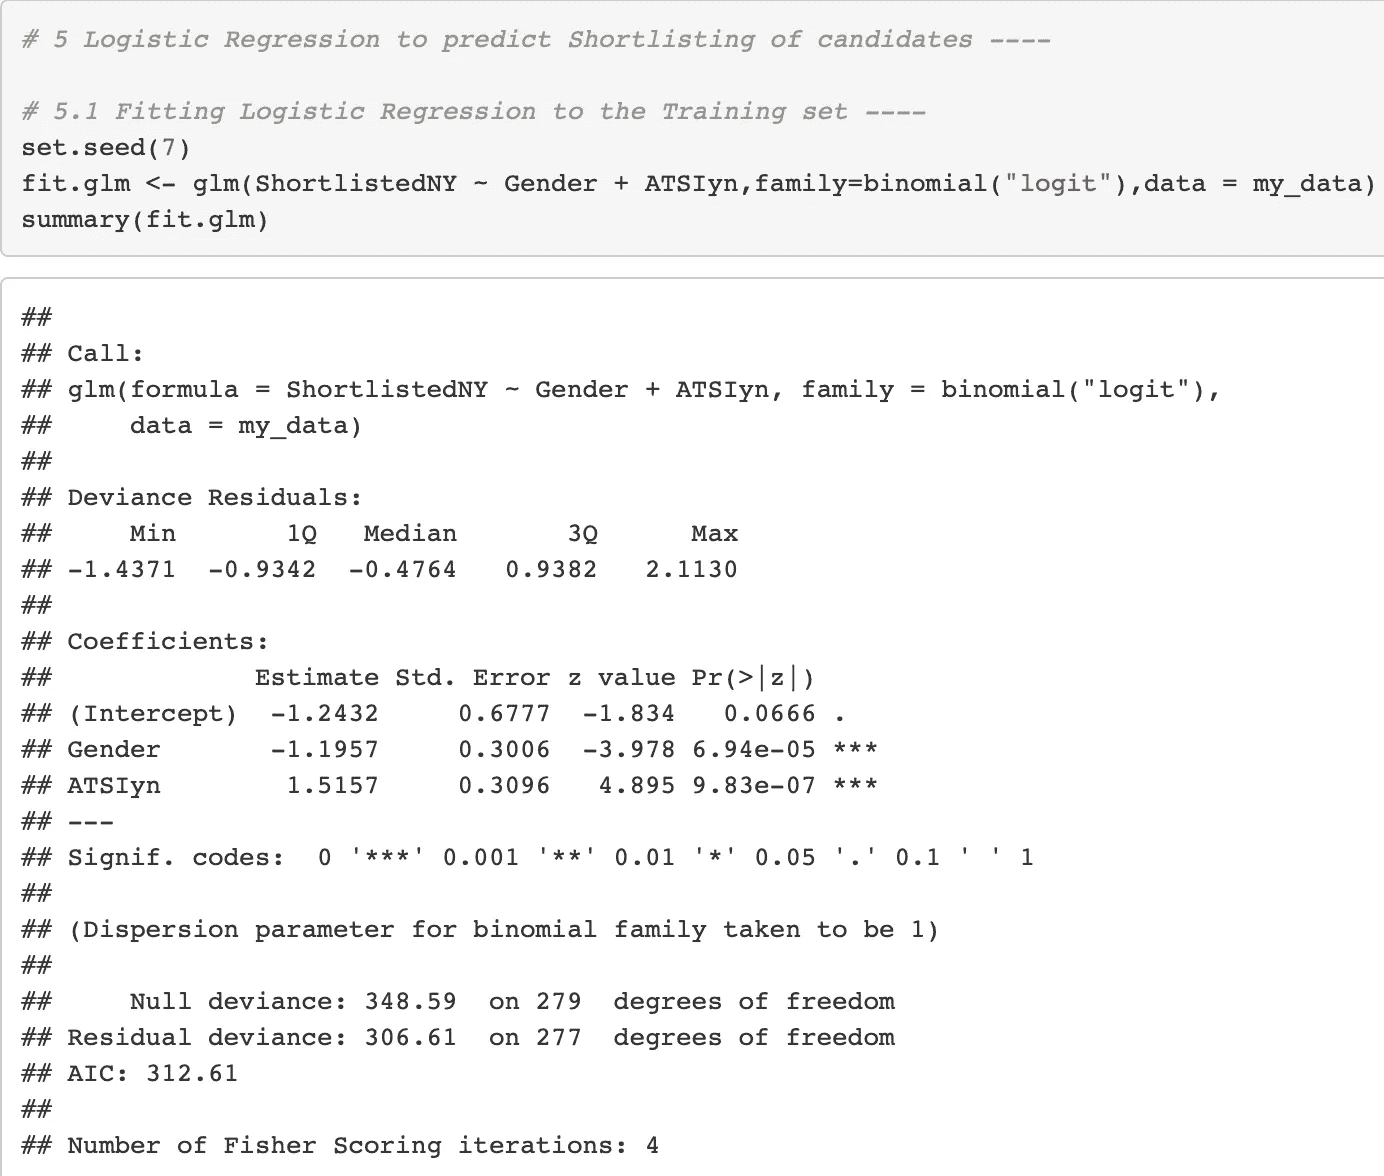 # 5 Logistic Regression to predict Shortlisting of candidates ----
# 5.1 Fitting Logistic Regression to the Training set ----
set.seed(7)
fit.glm <- glm(ShortlistedNY ~ Gender + ATSIyn,family=binomial("logit"),data = my_data)
summary(fit.glm)
##
## Call:
## glm(formula = ShortlistedNY ~ Gender + ATSIyn, family = binomial("logit"),
##     data = my_data)
##
## Deviance Residuals:
##     Min       1Q   Median       3Q      Max
## -1.4371  -0.9342  -0.4764   0.9382   2.1130
##
## Coefficients:
##             Estimate Std. Error z value Pr(>|z|)
## (Intercept)  -1.2432     0.6777  -1.834   0.0666 .
## Gender       -1.1957     0.3006  -3.978 6.94e-05 ***
## ATSIyn        1.5157     0.3096   4.895 9.83e-07 ***
## ---
## Signif. codes:  0 '***' 0.001 '**' 0.01 '*' 0.05 '.' 0.1 ' ' 1
##
## (Dispersion parameter for binomial family taken to be 1)
##
##     Null deviance: 348.59  on 279  degrees of freedom
## Residual deviance: 306.61  on 277  degrees of freedom
## AIC: 312.61
##
## Number of Fisher Scoring iterations: 4